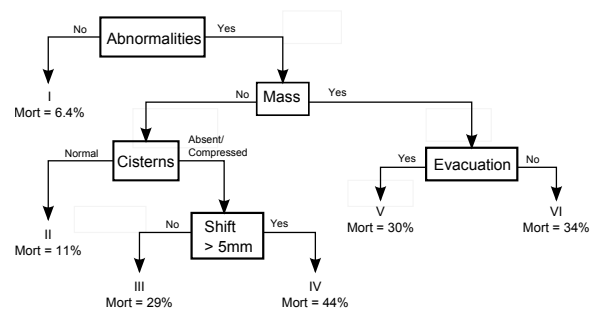 No
Abnormalities
Yes
I
Mort = 6.4%
No
Mass
Yes
Normal
Cisterns
Absent/
Compressed
Yes
Evacuation
No
II
Mort = 11%
No
Shift
> 5mm
Yes
V
Mort = 30%
VI
Mort = 34%
III
Mort = 29%
IV
Mort = 44%